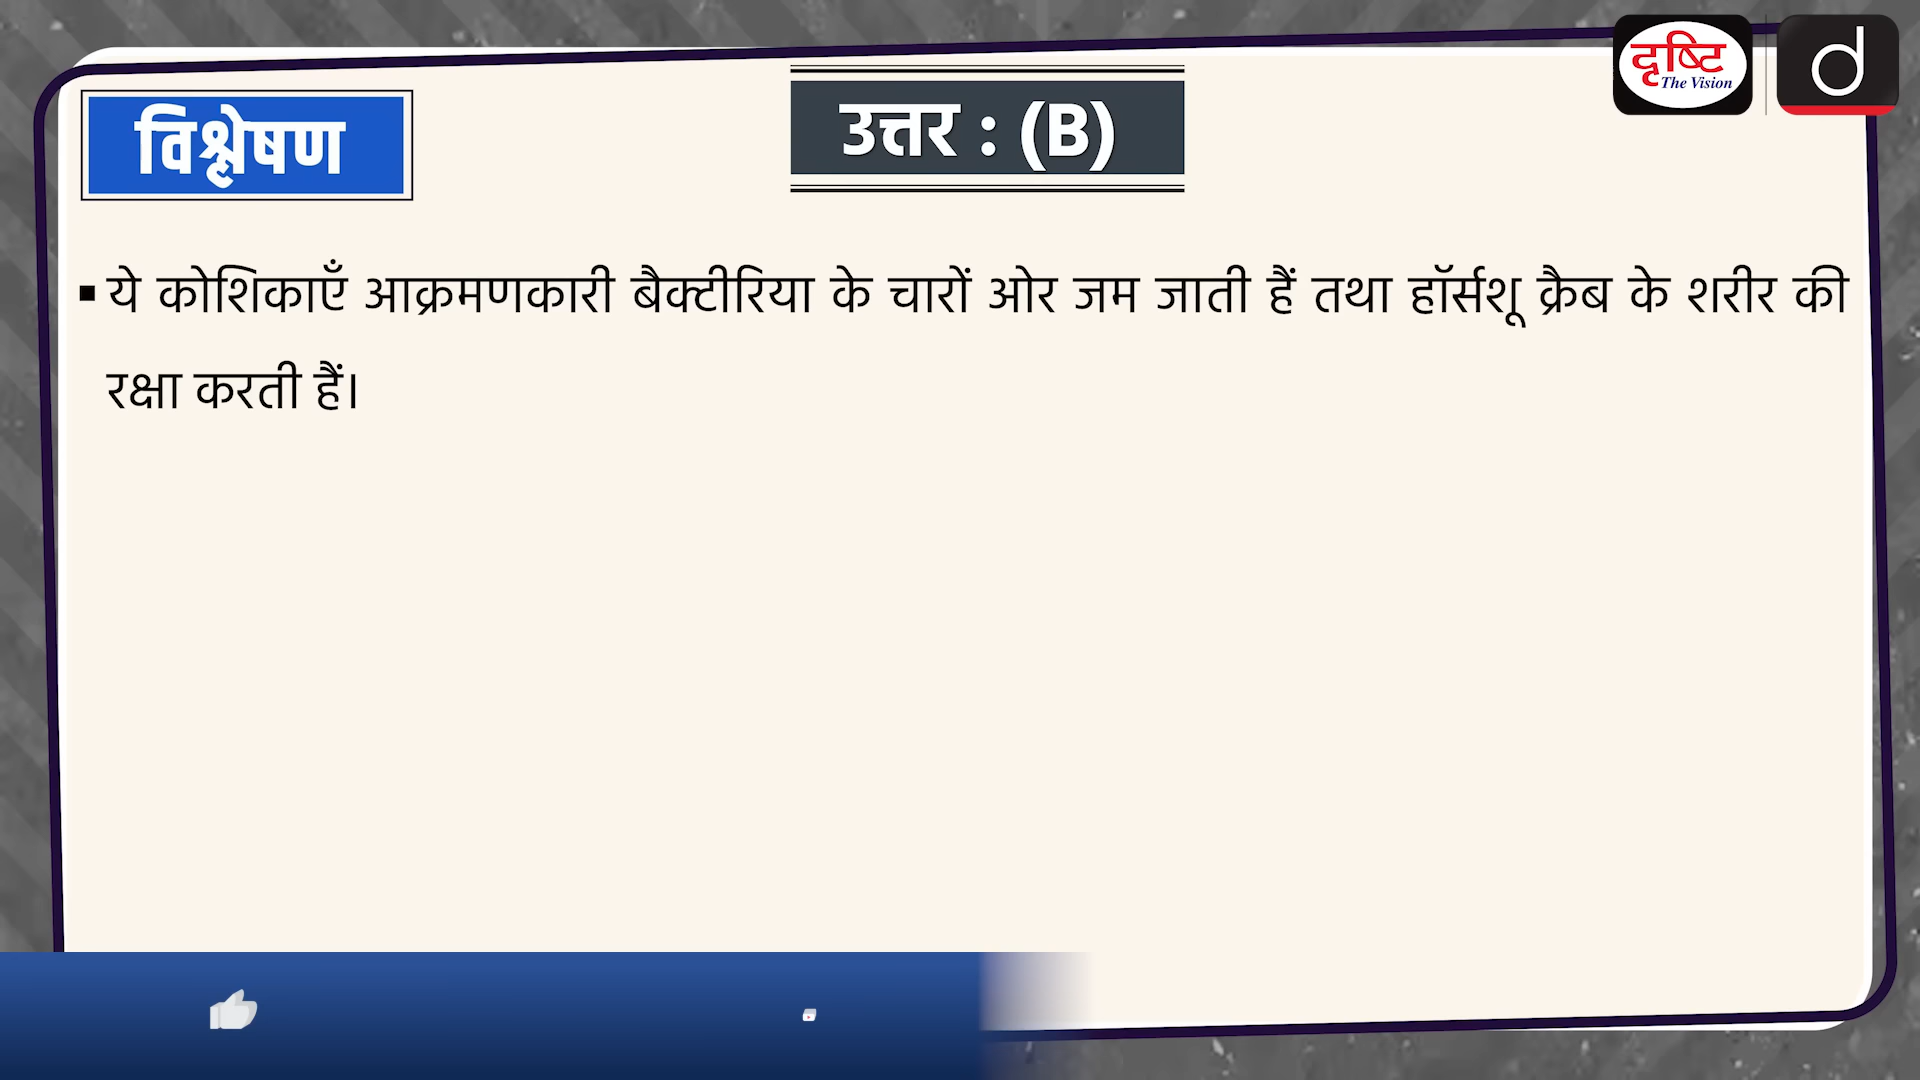 दृष्टि
The Vision
d
विश्लेषण
उत्तर : (B)
▪ ये कोशिकाएँ आक्रमणकारी बैक्टीरिया के चारों ओर जम जाती हैं तथा हॉर्सशू क्रैब के शरीर की
रक्षा करती हैं।